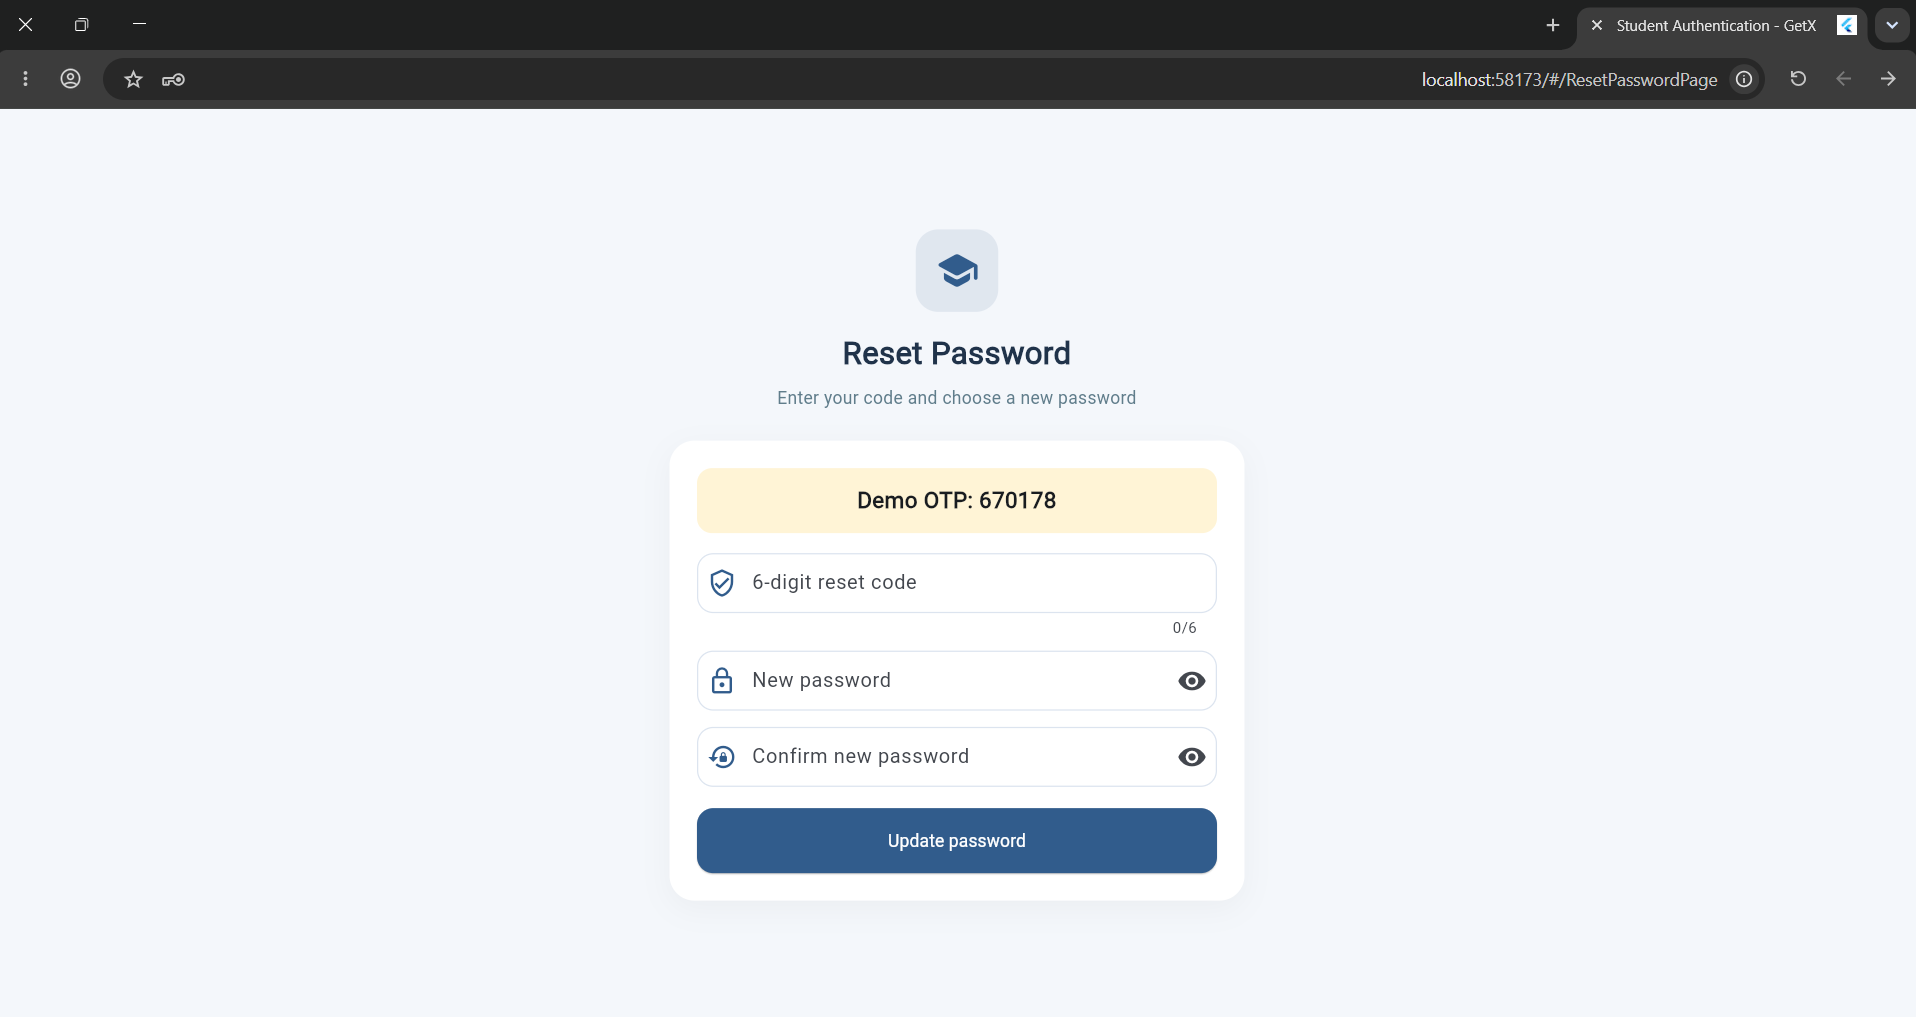 Student Authentication - GetX
localhost:58173/#/ResetPasswordPage
Reset Password
Enter your code and choose a new password
Demo OTP: 670178
6-digit reset code
0/6
New password
Confirm new password
Update password